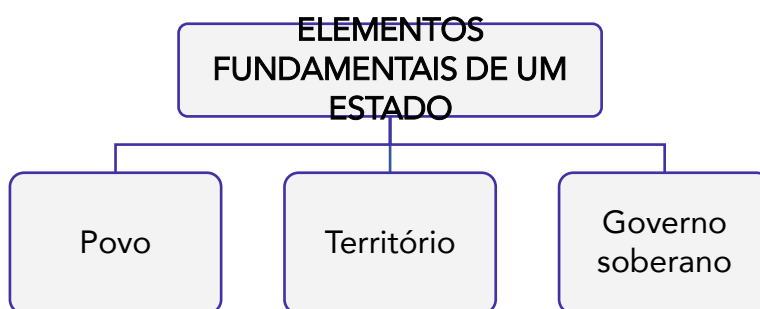 ELEMENTOS
FUNDAMENTAIS DE UM
ESTADO
Povo
Território
Governo
soberano